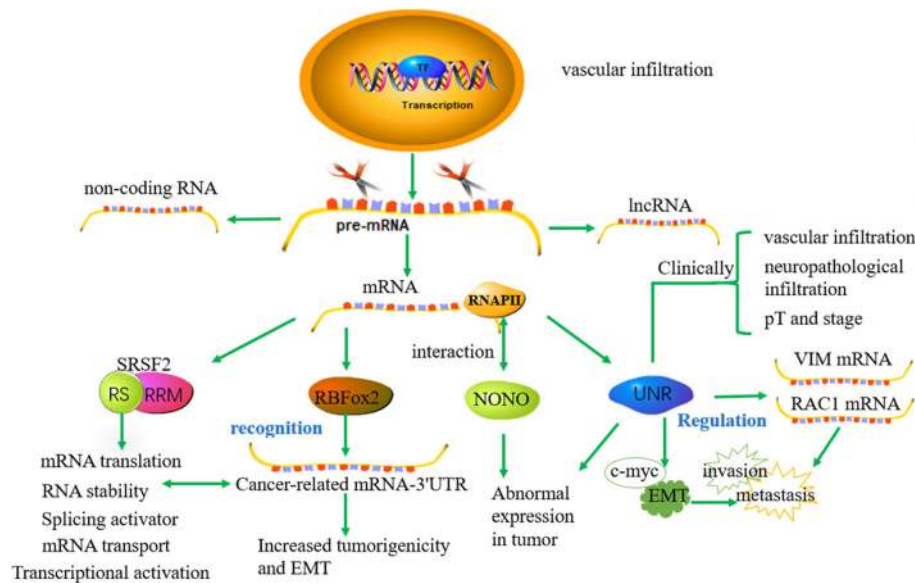 TF
Transcription
vascular infiltration
non-coding RNA
pre-mRNA
lncRNA
mRNA
RNAPII
Clinically
vascular infiltration
neuropathological
infiltration
pT and stage
interaction
SRSF2
RS
RRM
RBFox2
NONO
UNR
VIM mRNA
RAC1 mRNA
recognition
Regulation
mRNA translation
RNA stability
Splicing activator
mRNA transport
Transcriptional activation
Cancer-related mRNA-3'UTR
Increased tumorigenicity
and EMT
Abnormal
expression
in tumor
c-myc
EMT
invasion
metastasis